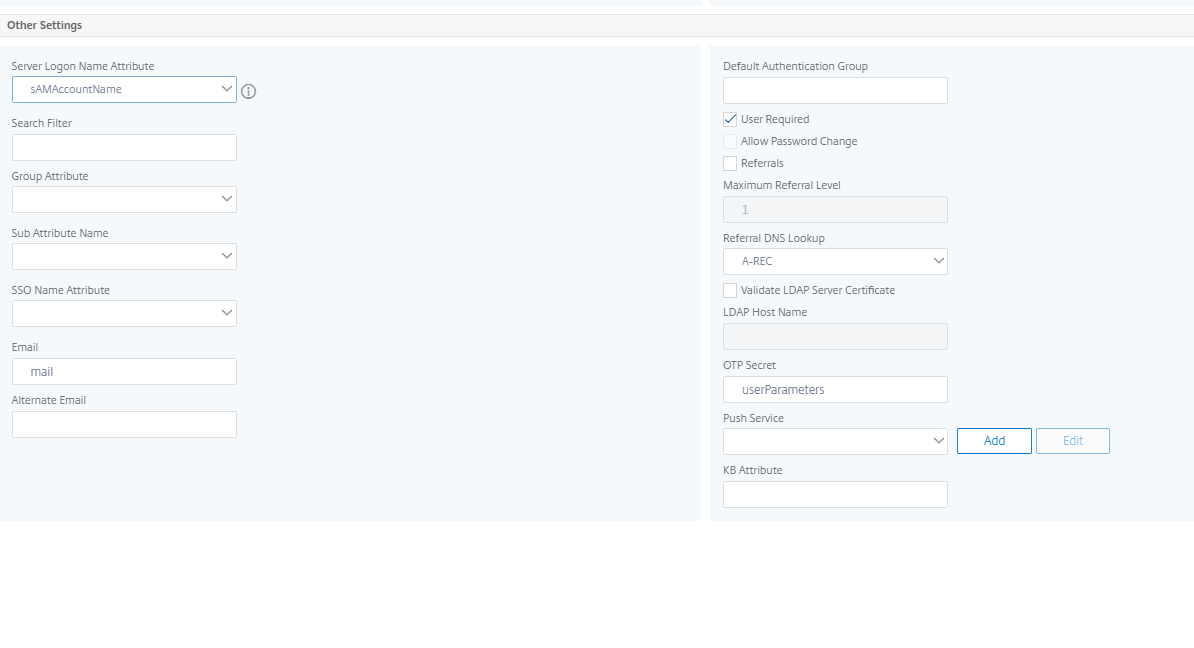 Other Settings
Server Logon Name Attribute
sAMAccountName
Search Filter
Group Attribute
Sub Attribute Name
SSO Name Attribute
Email
mail
Alternate Email
Default Authentication Group
User Required
Allow Password Change
Referrals
Maximum Referral Level
1
Referral DNS Lookup
A-REC
Validate LDAP Server Certificate
LDAP Host Name
OTP Secret
userParameters
Push Service
Add
Edit
KB Attribute